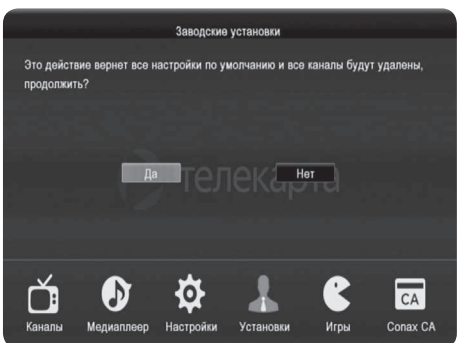 Заводские установки
Это действие вернет все настройки по умолчанию и все каналы будут удалены,
продолжить?
Да
Нет
телекарта
Каналы
Медиаплеер
Настройки
Установки
Игры
CA
Conax CA